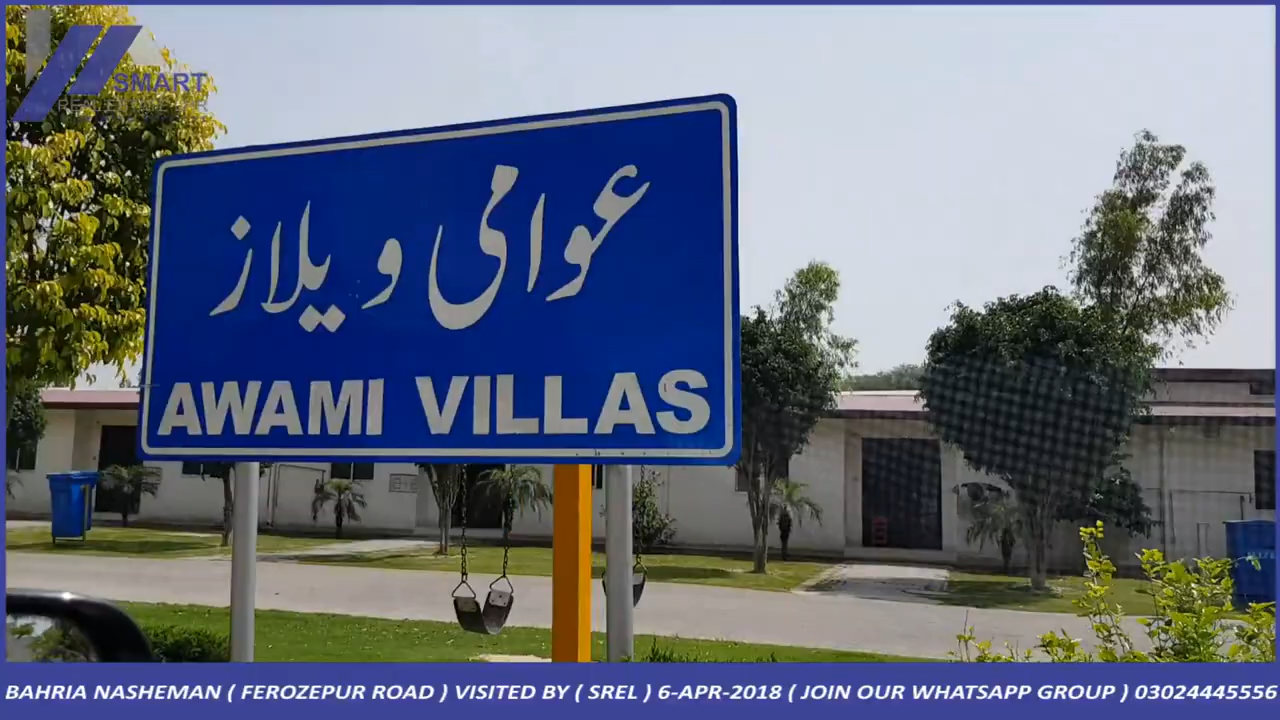 SMART
عوامی ویلاز
AWAMI VILLAS
BAHRIA NASHEMAN ( FEROZEPUR ROAD ) VISITED BY ( SREL ) 6-APR-2018 ( JOIN OUR WHATSAPP GROUP ) 03024445556